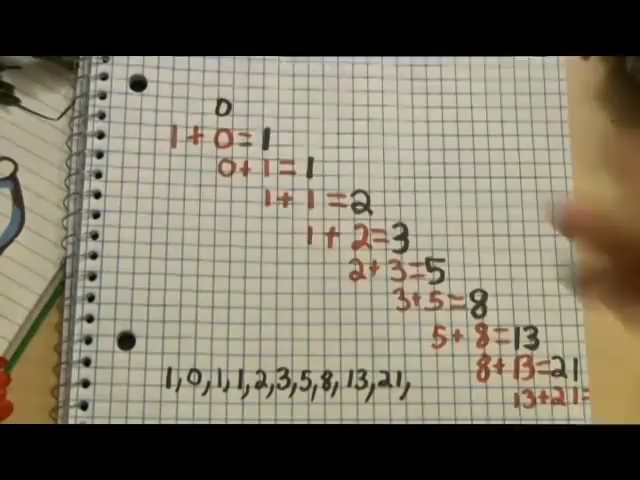 0
1 + 0 = 1
0 + 1 = 1
1 + 1 = 2
1 + 2 = 3
2 + 3 = 5
3 + 5 = 8
5 + 8 = 13
8 + 13 = 21
13 + 21 =
1, 0, 1, 1, 2, 3, 5, 8, 13, 21,